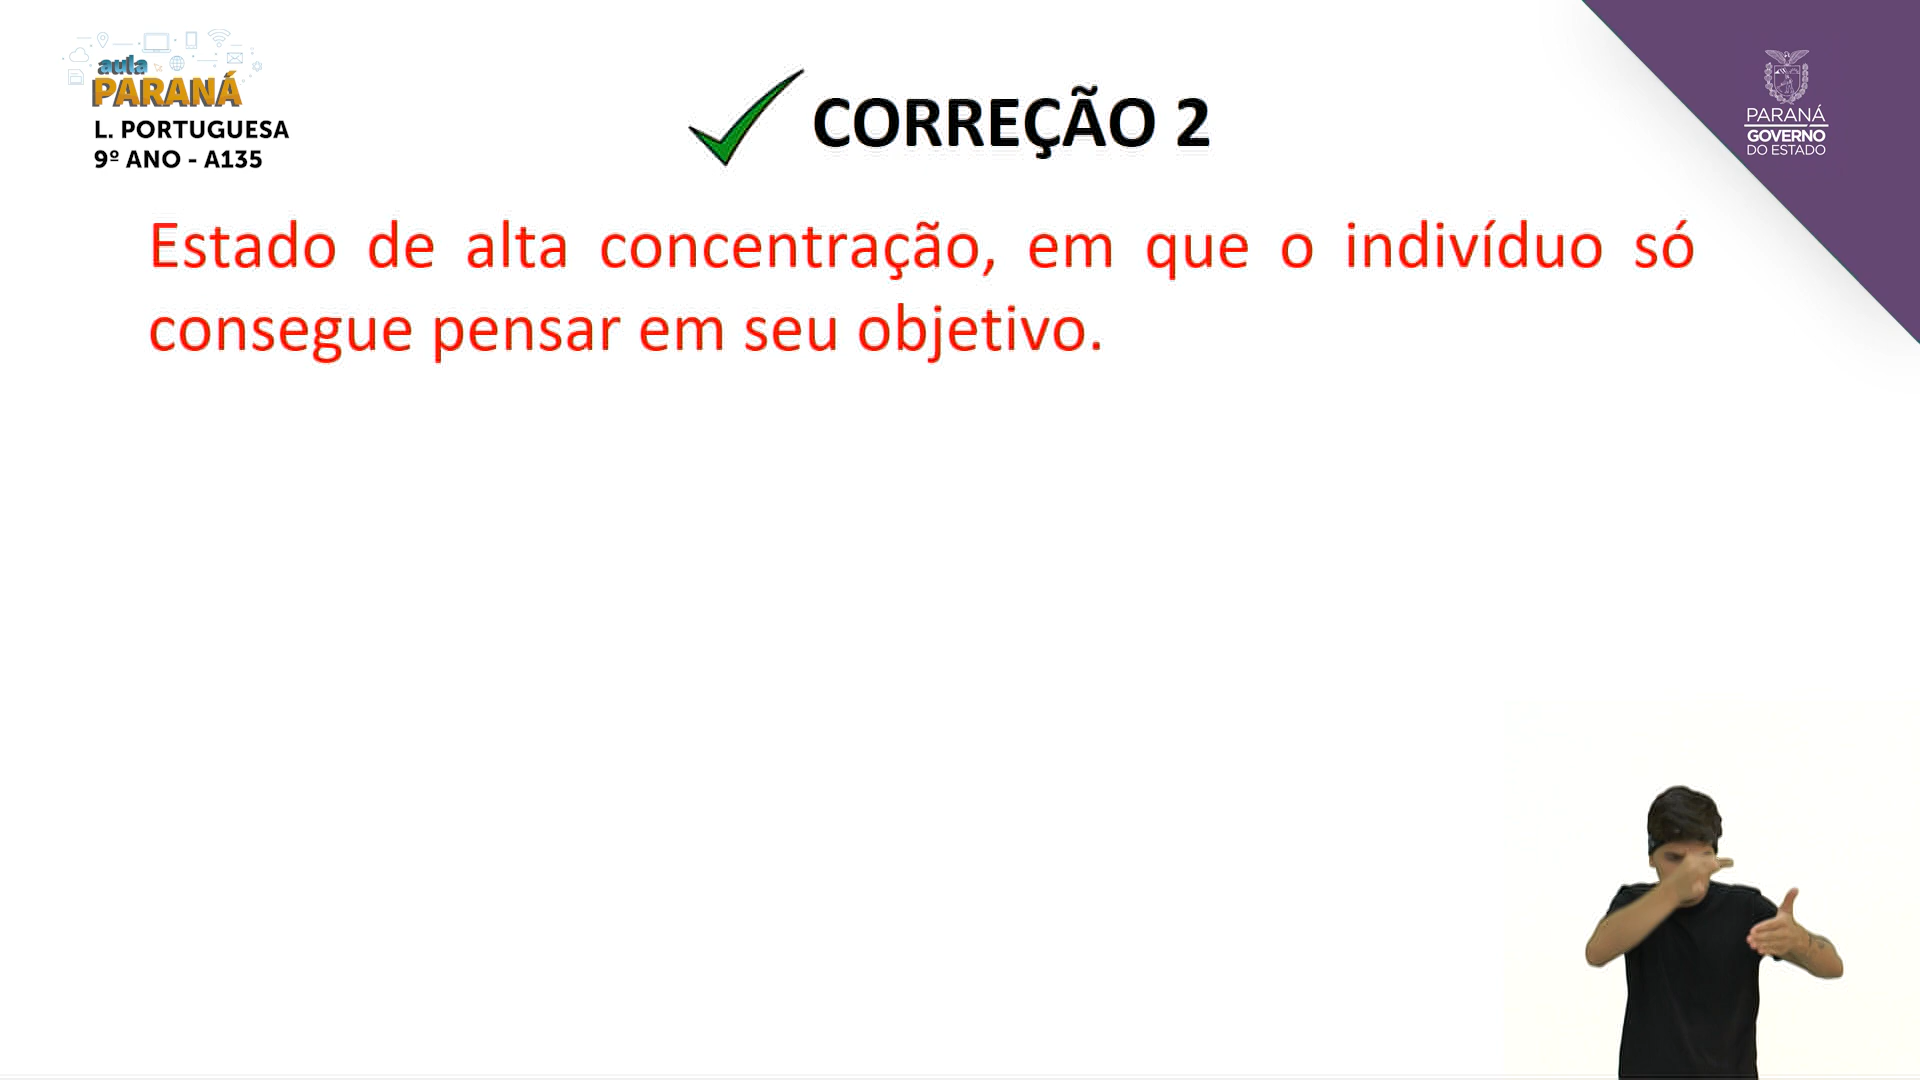 aula
PARANÁ
L. PORTUGUESA
9º ANO - A135
CORREÇÃO 2
PARANÁ
GOVERNO
DO ESTADO
Estado de alta concentração, em que o indivíduo só
consegue pensar em seu objetivo.